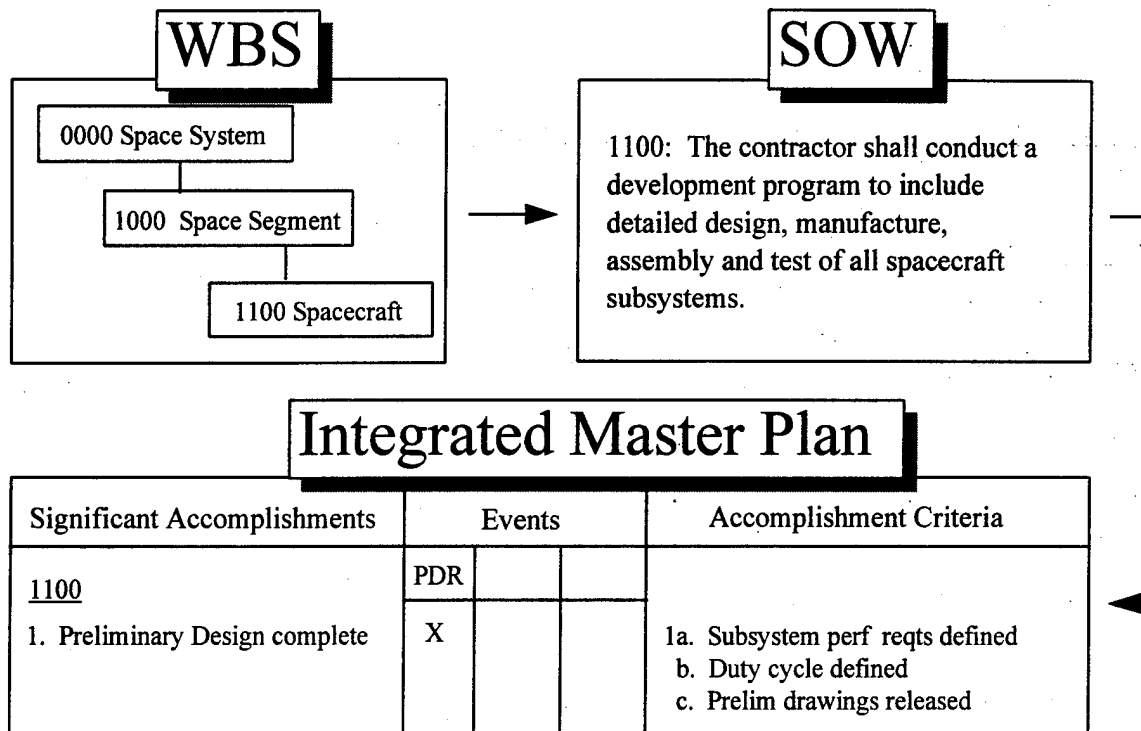 WBS
0000 Space System
1000 Space Segment
1100 Spacecraft
SOW
1100: The contractor shall conduct a
development program to include
detailed design, manufacture,
assembly and test of all spacecraft
subsystems.
Integrated Master Plan
Significant Accomplishments
Events
Accomplishment Criteria
PDR
1100
1. Preliminary Design complete
X
1a. Subsystem perf reqts defined
b. Duty cycle defined
c. Prelim drawings released